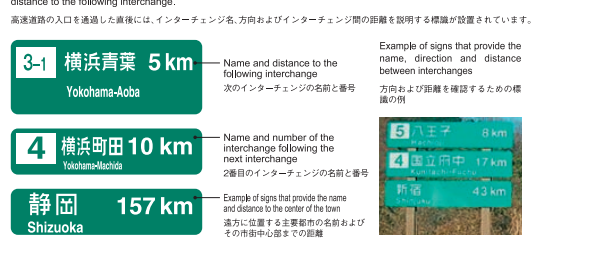 distance to the following interchange.
高速道路の入口を通過した直後には、インターチェンジ名、方向およびインターチェンジ間の距離を説明する標識が設置されています。
3-1 横浜青葉 5 km
Yokohama-Aoba
Name and distance to the
following interchange
次のインターチェンジの名前と番号
4 横浜町田 10 km
Yokohama-Machida
Name and number of the
interchange following the
next interchange
2番目のインターチェンジの名前と番号
静岡 157 km
Shizuoka
Example of signs that provide the name
and distance to the center of the town
遠方に位置する主要都市の名前および
その市街中心部までの距離
Example of signs that provide the
name, direction and distance
between interchanges
方向および距離を確認するための標
識の例
5 八王子 8 km
Hachioji
4 国立府中 17 km
Kunitachi-Fuchu
新宿 43 km
Shinjuku